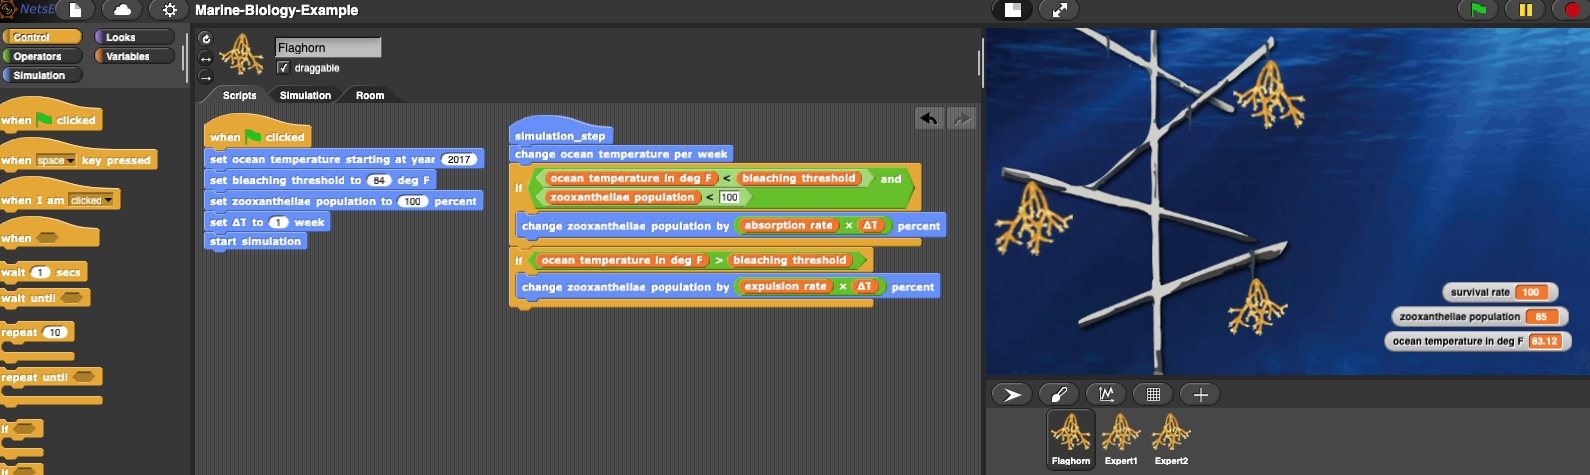 NetsB
Marine-Biology-Example
Control
Looks
Operators
Variables
Simulation
Flaghorn
draggable
Scripts
Simulation
Room
when clicked
when space key pressed
when I am clicked
when
wait 1 secs
wait until
repeat 10
repeat until
if
if
when clicked
set ocean temperature starting at year 2017
set bleaching threshold to 84 deg F
set zooxanthellae population to 100 percent
set ΔT to 1 week
start simulation
simulation_step
change ocean temperature per week
if ocean temperature in deg F < bleaching threshold and
zooxanthellae population < 100
change zooxanthellae population by absorption rate × ΔT percent
if ocean temperature in deg F > bleaching threshold
change zooxanthellae population by expulsion rate × ΔT percent
survival rate 100
zooxanthellae population 85
ocean temperature in deg F 83.12
Flaghorn
Expert1
Expert2